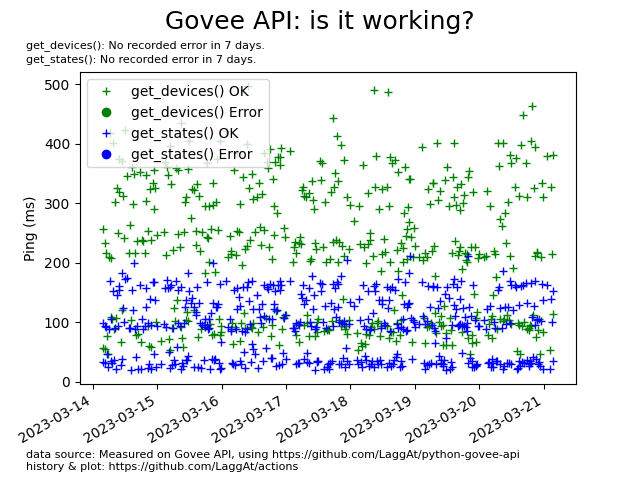 Govee API: is it working?
get_devices(): No recorded error in 7 days.
get_states(): No recorded error in 7 days.
get_devices() OK
get_devices() Error
get_states() OK
get_states() Error
Ping (ms)
500
400
300
200
100
0
2023-03-14
2023-03-15
2023-03-16
2023-03-17
2023-03-18
2023-03-19
2023-03-20
2023-03-21
data source: Measured on Govee API, using https://github.com/LaggAt/python-govee-api
history & plot: https://github.com/LaggAt/actions